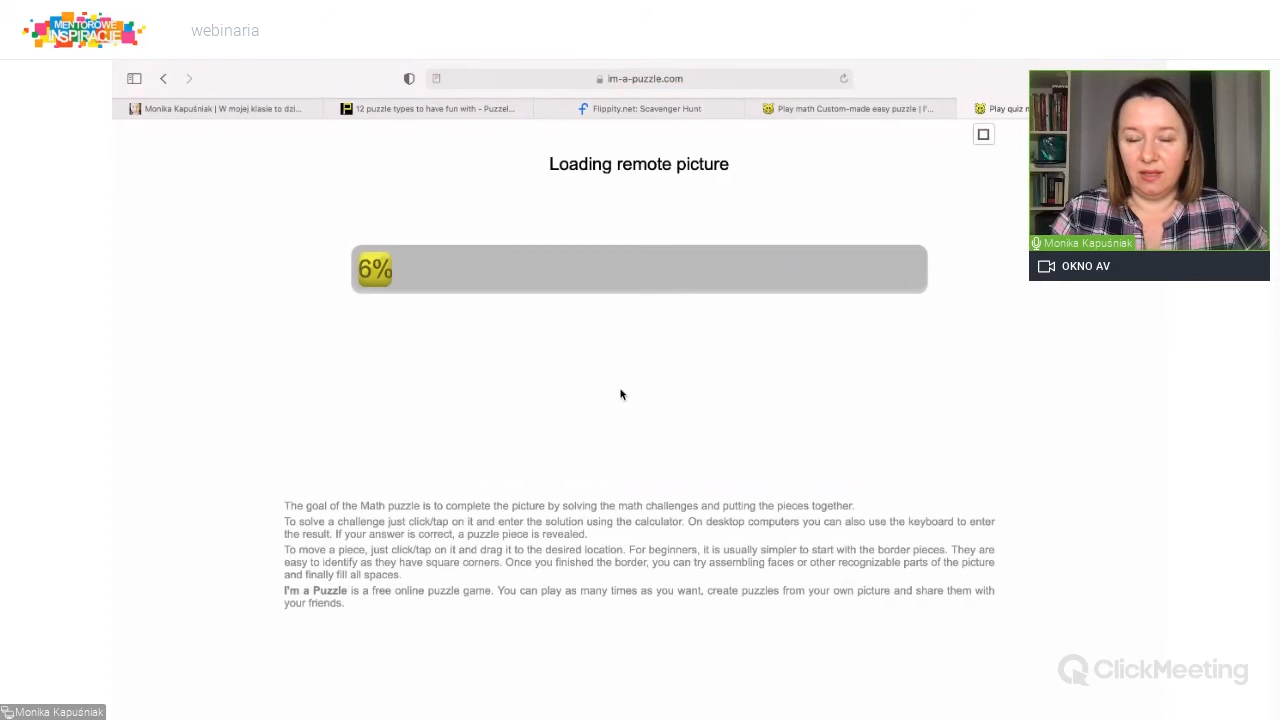 MENTOROWE
INSPIRACJE
webinaria
im-a-puzzle.com
Monika Kapuśniak | W mojej klasie to dzi...
12 puzzle types to have fun with - Puzzel...
Flippity.net: Scavenger Hunt
Play math Custom-made easy puzzle | I'...
Play quiz m
Loading remote picture
6%
Monika Kapuśniak
OKNO AV
The goal of the Math puzzle is to complete the picture by solving the math challenges and putting the pieces together.
To solve a challenge just click/tap on it and enter the solution using the calculator. On desktop computers you can also use the keyboard to enter
the result. If your answer is correct, a puzzle piece is revealed.
To move a piece, just click/tap on it and drag it to the desired location. For beginners, it is usually simpler to start with the border pieces. They are
easy to identify as they have square corners. Once you finished the border, you can try assembling faces or other recognizable parts of the picture
and finally fill all spaces.
I'm a Puzzle is a free online puzzle game. You can play as many times as you want, create puzzles from your own picture and share them with
your friends.
ClickMeeting
Monika Kapuśniak